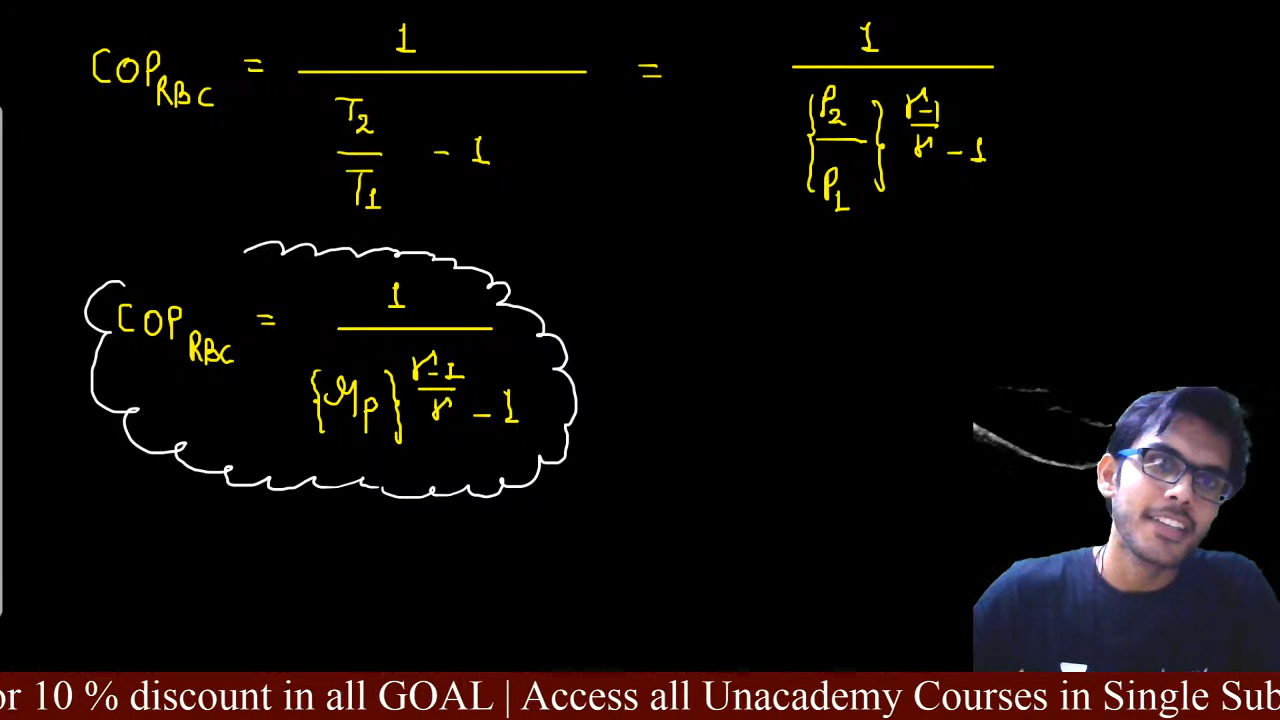 COP_RBC = 1 / (T₂/T₁ - 1) = 1 / ({P₂/P₁}^((γ-1)/γ) - 1)
COP_RBC = 1 / ({r_p}^((γ-1)/γ) - 1)
or 10 % discount in all GOAL | Access all Unacademy Courses in Single Sub